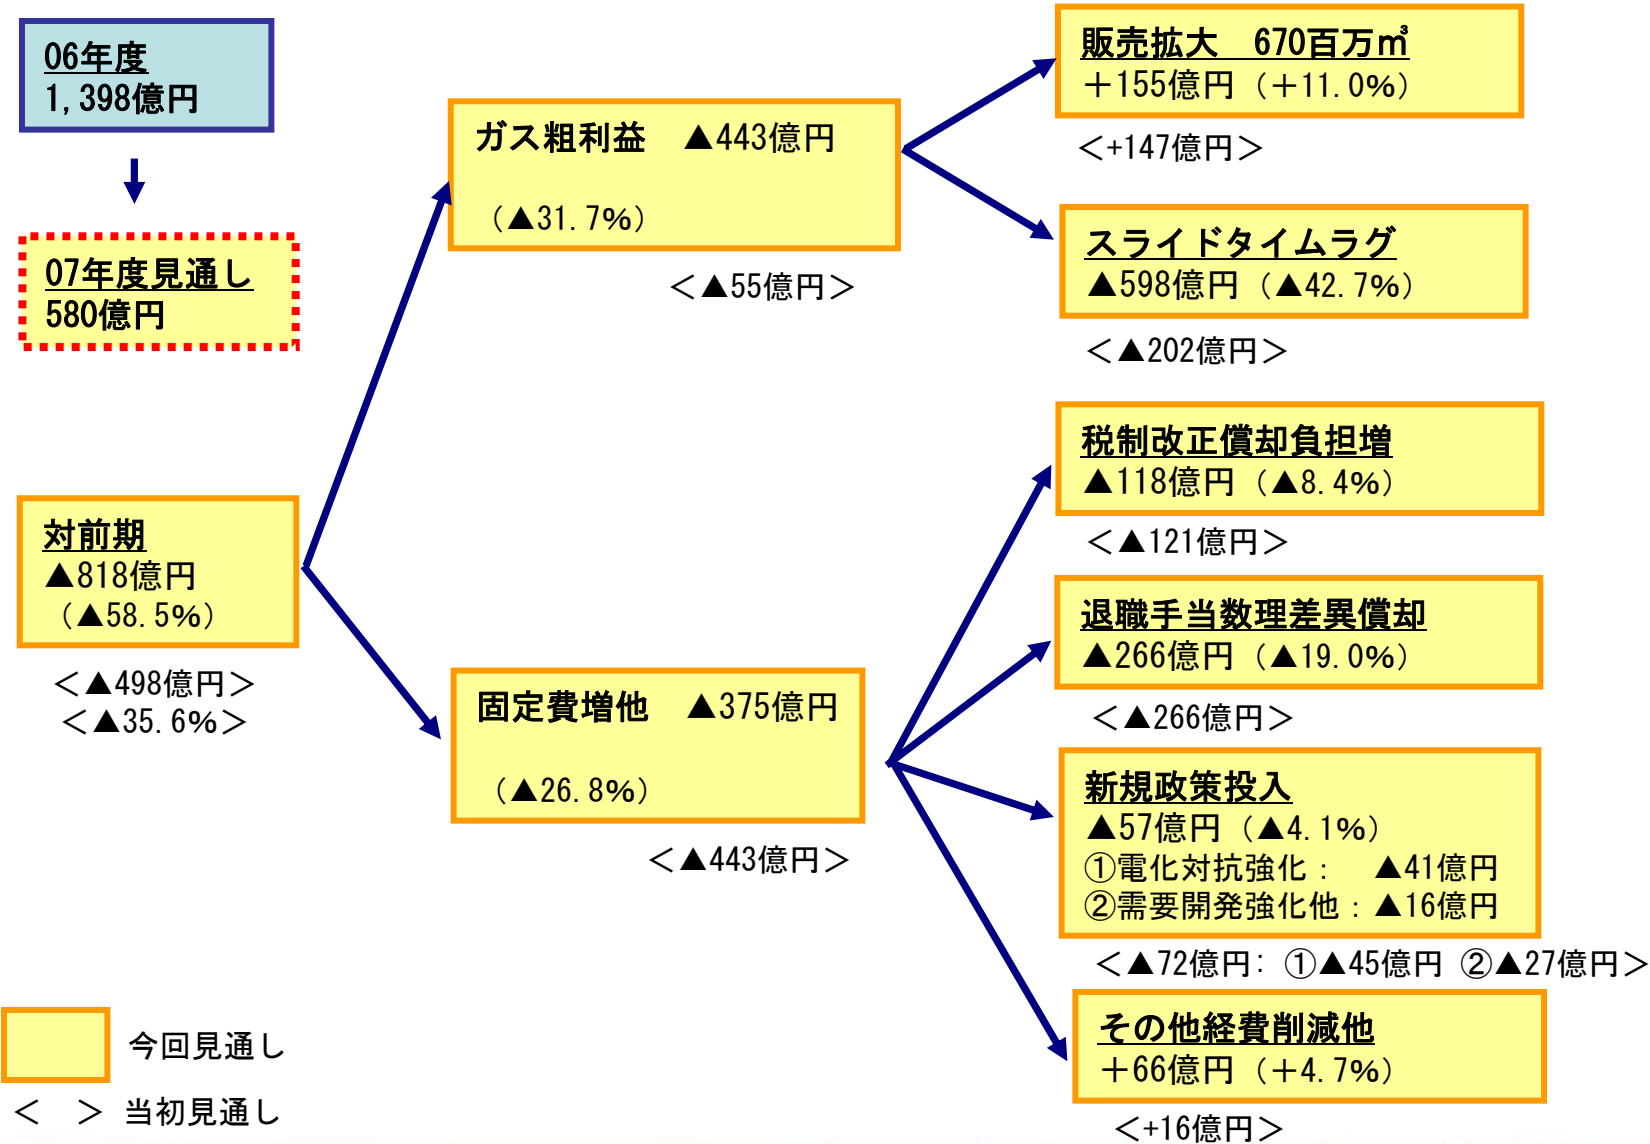 06年度
1,398億円
07年度見通し
580億円
対前期
▲818億円
（▲58.5％）
＜▲498億円＞
＜▲35.6％＞
ガス粗利益　▲443億円
（▲31.7％）
＜▲55億円＞
固定費増他　▲375億円
（▲26.8％）
＜▲443億円＞
販売拡大　670百万㎥
＋155億円（＋11.0％）
＜+147億円＞
スライドタイムラグ
▲598億円（▲42.7％）
＜▲202億円＞
税制改正償却負担増
▲118億円（▲8.4％）
＜▲121億円＞
退職手当数理差異償却
▲266億円（▲19.0％）
＜▲266億円＞
新規政策投入
▲57億円（▲4.1％）
①電化対抗強化：　▲41億円
②需要開発強化他：▲16億円
＜▲72億円：①▲45億円 ②▲27億円＞
その他経費削減他
＋66億円（＋4.7％）
＜+16億円＞
今回見通し
＜　＞ 当初見通し